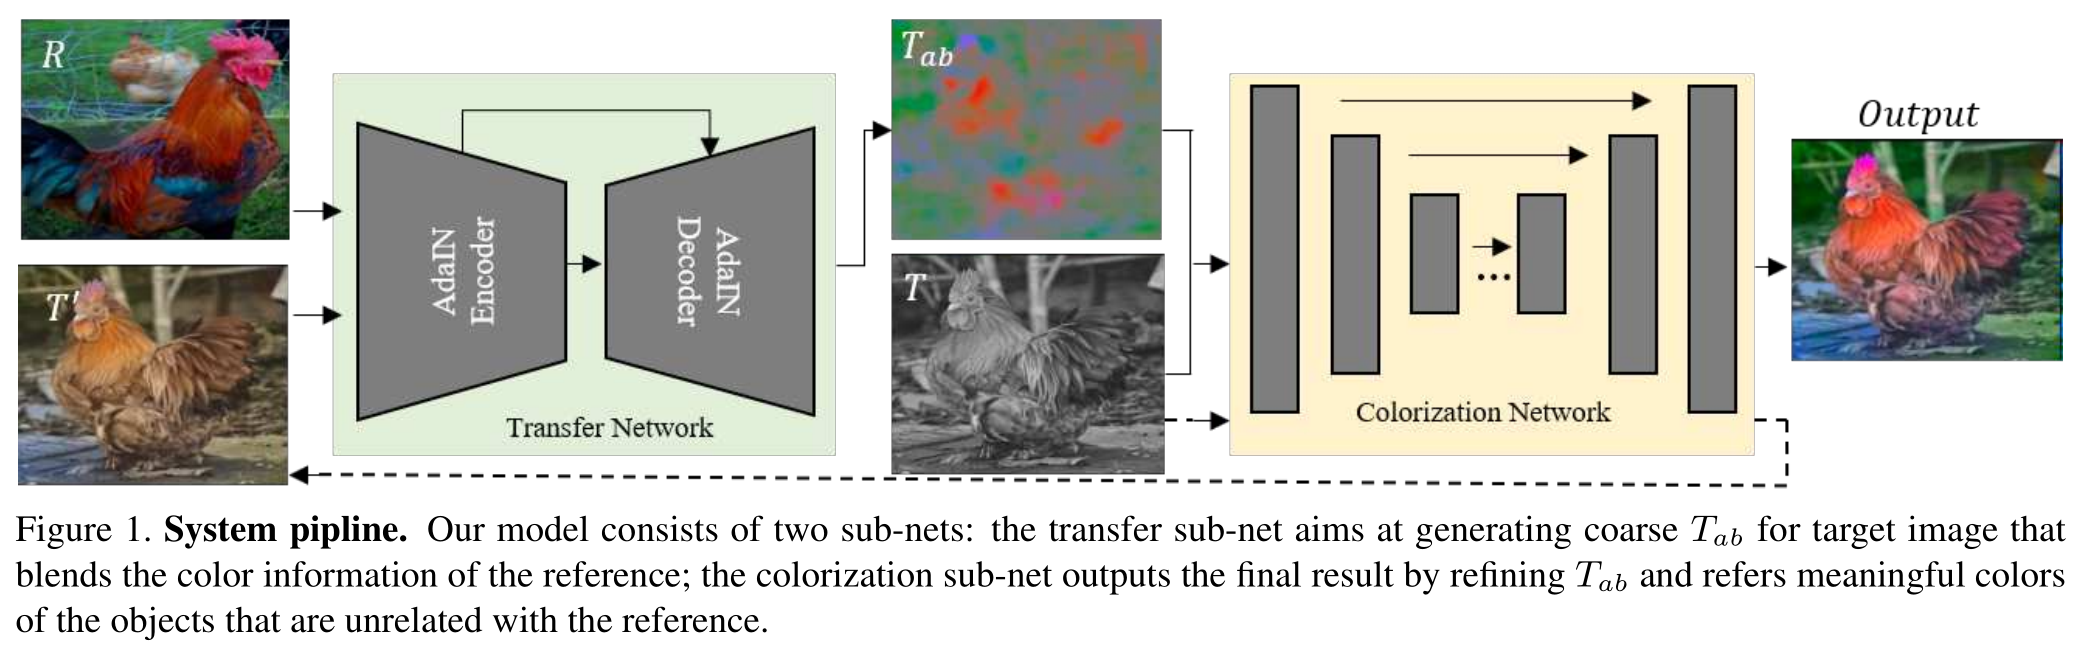 R
T'
AdaIN
Encoder
AdaIN
Decoder
Transfer Network
T_ab
T
...
Colorization Network
Output
Figure 1. System pipline. Our model consists of two sub-nets: the transfer sub-net aims at generating coarse T_ab for target image that
blends the color information of the reference; the colorization sub-net outputs the final result by refining T_ab and refers meaningful colors
of the objects that are unrelated with the reference.